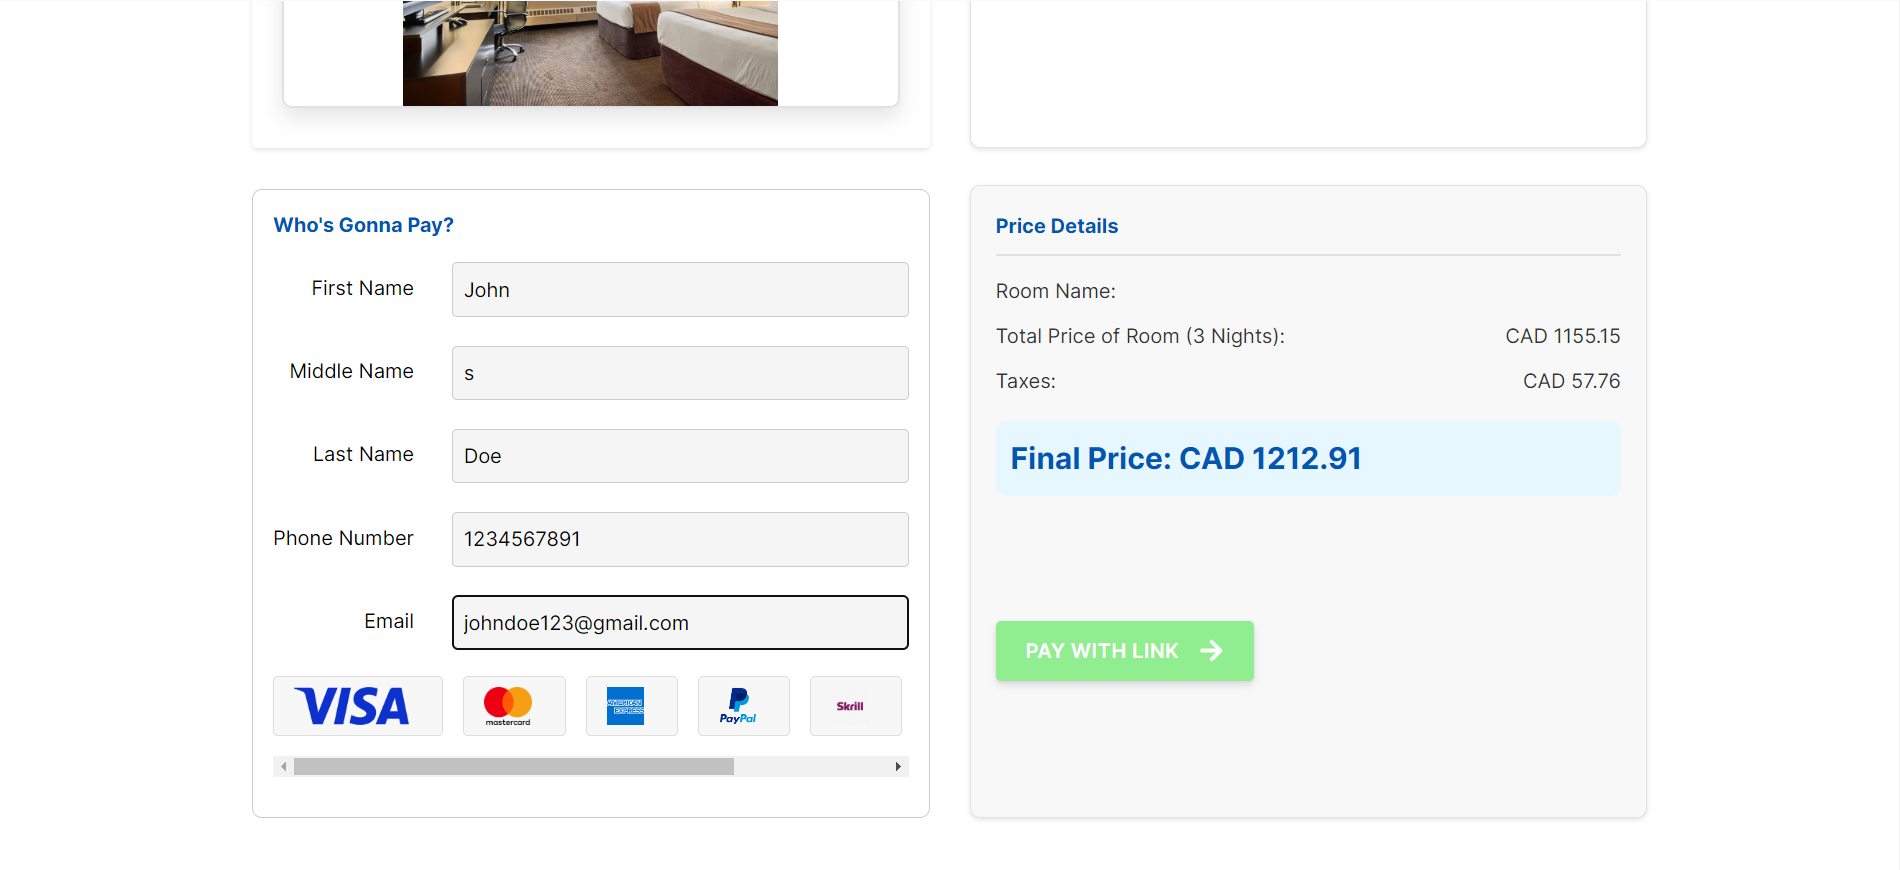 Who's Gonna Pay?
First Name
John
Middle Name
s
Last Name
Doe
Phone Number
1234567891
Email
johndoe123@gmail.com
VISA
mastercard
AMERICAN
EXPRESS
PayPal
Skrill
Price Details
Room Name:
Total Price of Room (3 Nights): CAD 1155.15
Taxes: CAD 57.76
Final Price: CAD 1212.91
PAY WITH LINK